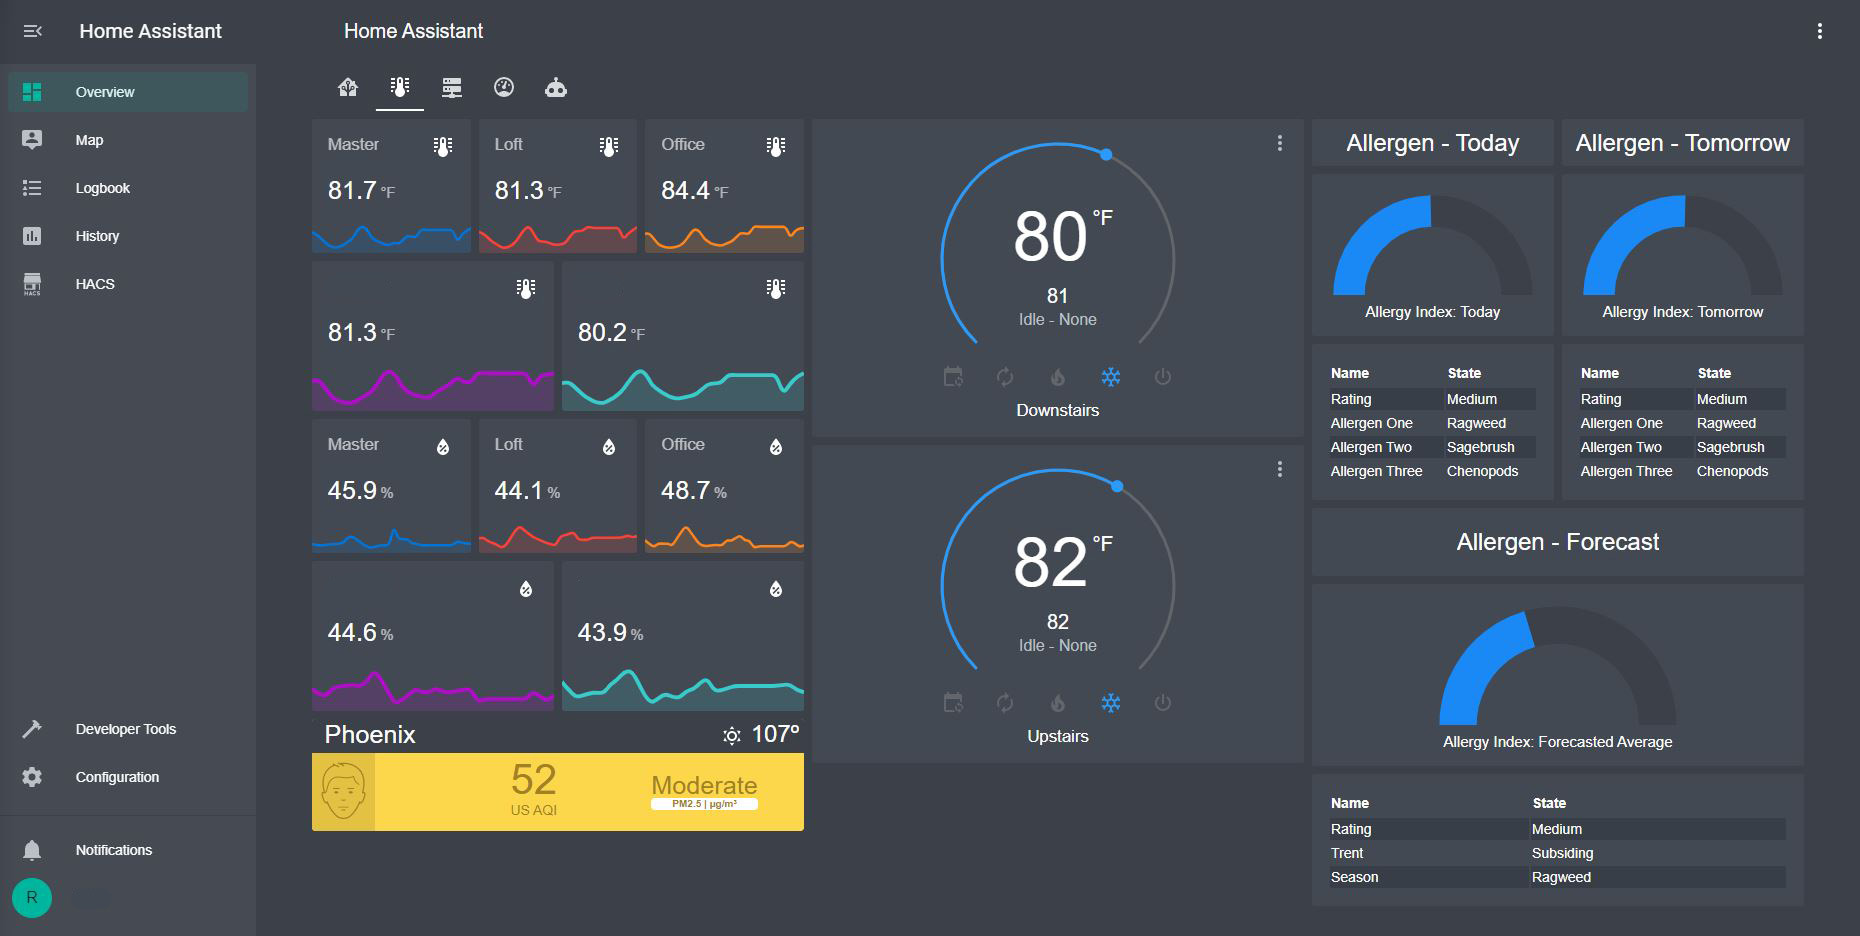 Home Assistant
Home Assistant
Overview
Map
Logbook
History
HACS
HACS
Developer Tools
Configuration
Notifications
R
Master
81.7 °F
Loft
81.3 °F
Office
84.4 °F
81.3 °F
80.2 °F
Master
45.9 %
Loft
44.1 %
Office
48.7 %
44.6 %
43.9 %
Phoenix
107º
52
US AQI
Moderate
PM2.5 | µg/m³
80 °F
81
Idle - None
Downstairs
82 °F
82
Idle - None
Upstairs
Allergen - Today
Allergy Index: Today
Name State
Rating Medium
Allergen One Ragweed
Allergen Two Sagebrush
Allergen Three Chenopods
Allergen - Tomorrow
Allergy Index: Tomorrow
Name State
Rating Medium
Allergen One Ragweed
Allergen Two Sagebrush
Allergen Three Chenopods
Allergen - Forecast
Allergy Index: Forecasted Average
Name State
Rating Medium
Trent Subsiding
Season Ragweed